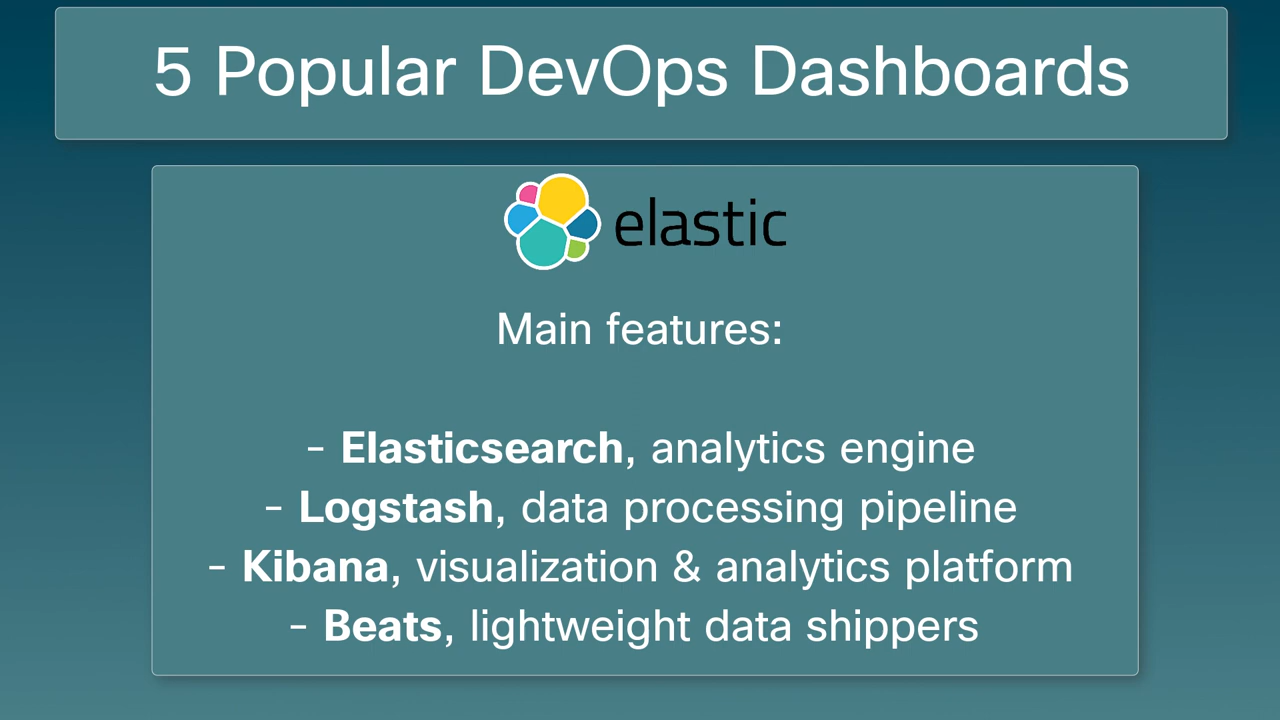 5 Popular DevOps Dashboards
elastic
Main features:
- Elasticsearch, analytics engine
- Logstash, data processing pipeline
- Kibana, visualization & analytics platform
- Beats, lightweight data shippers